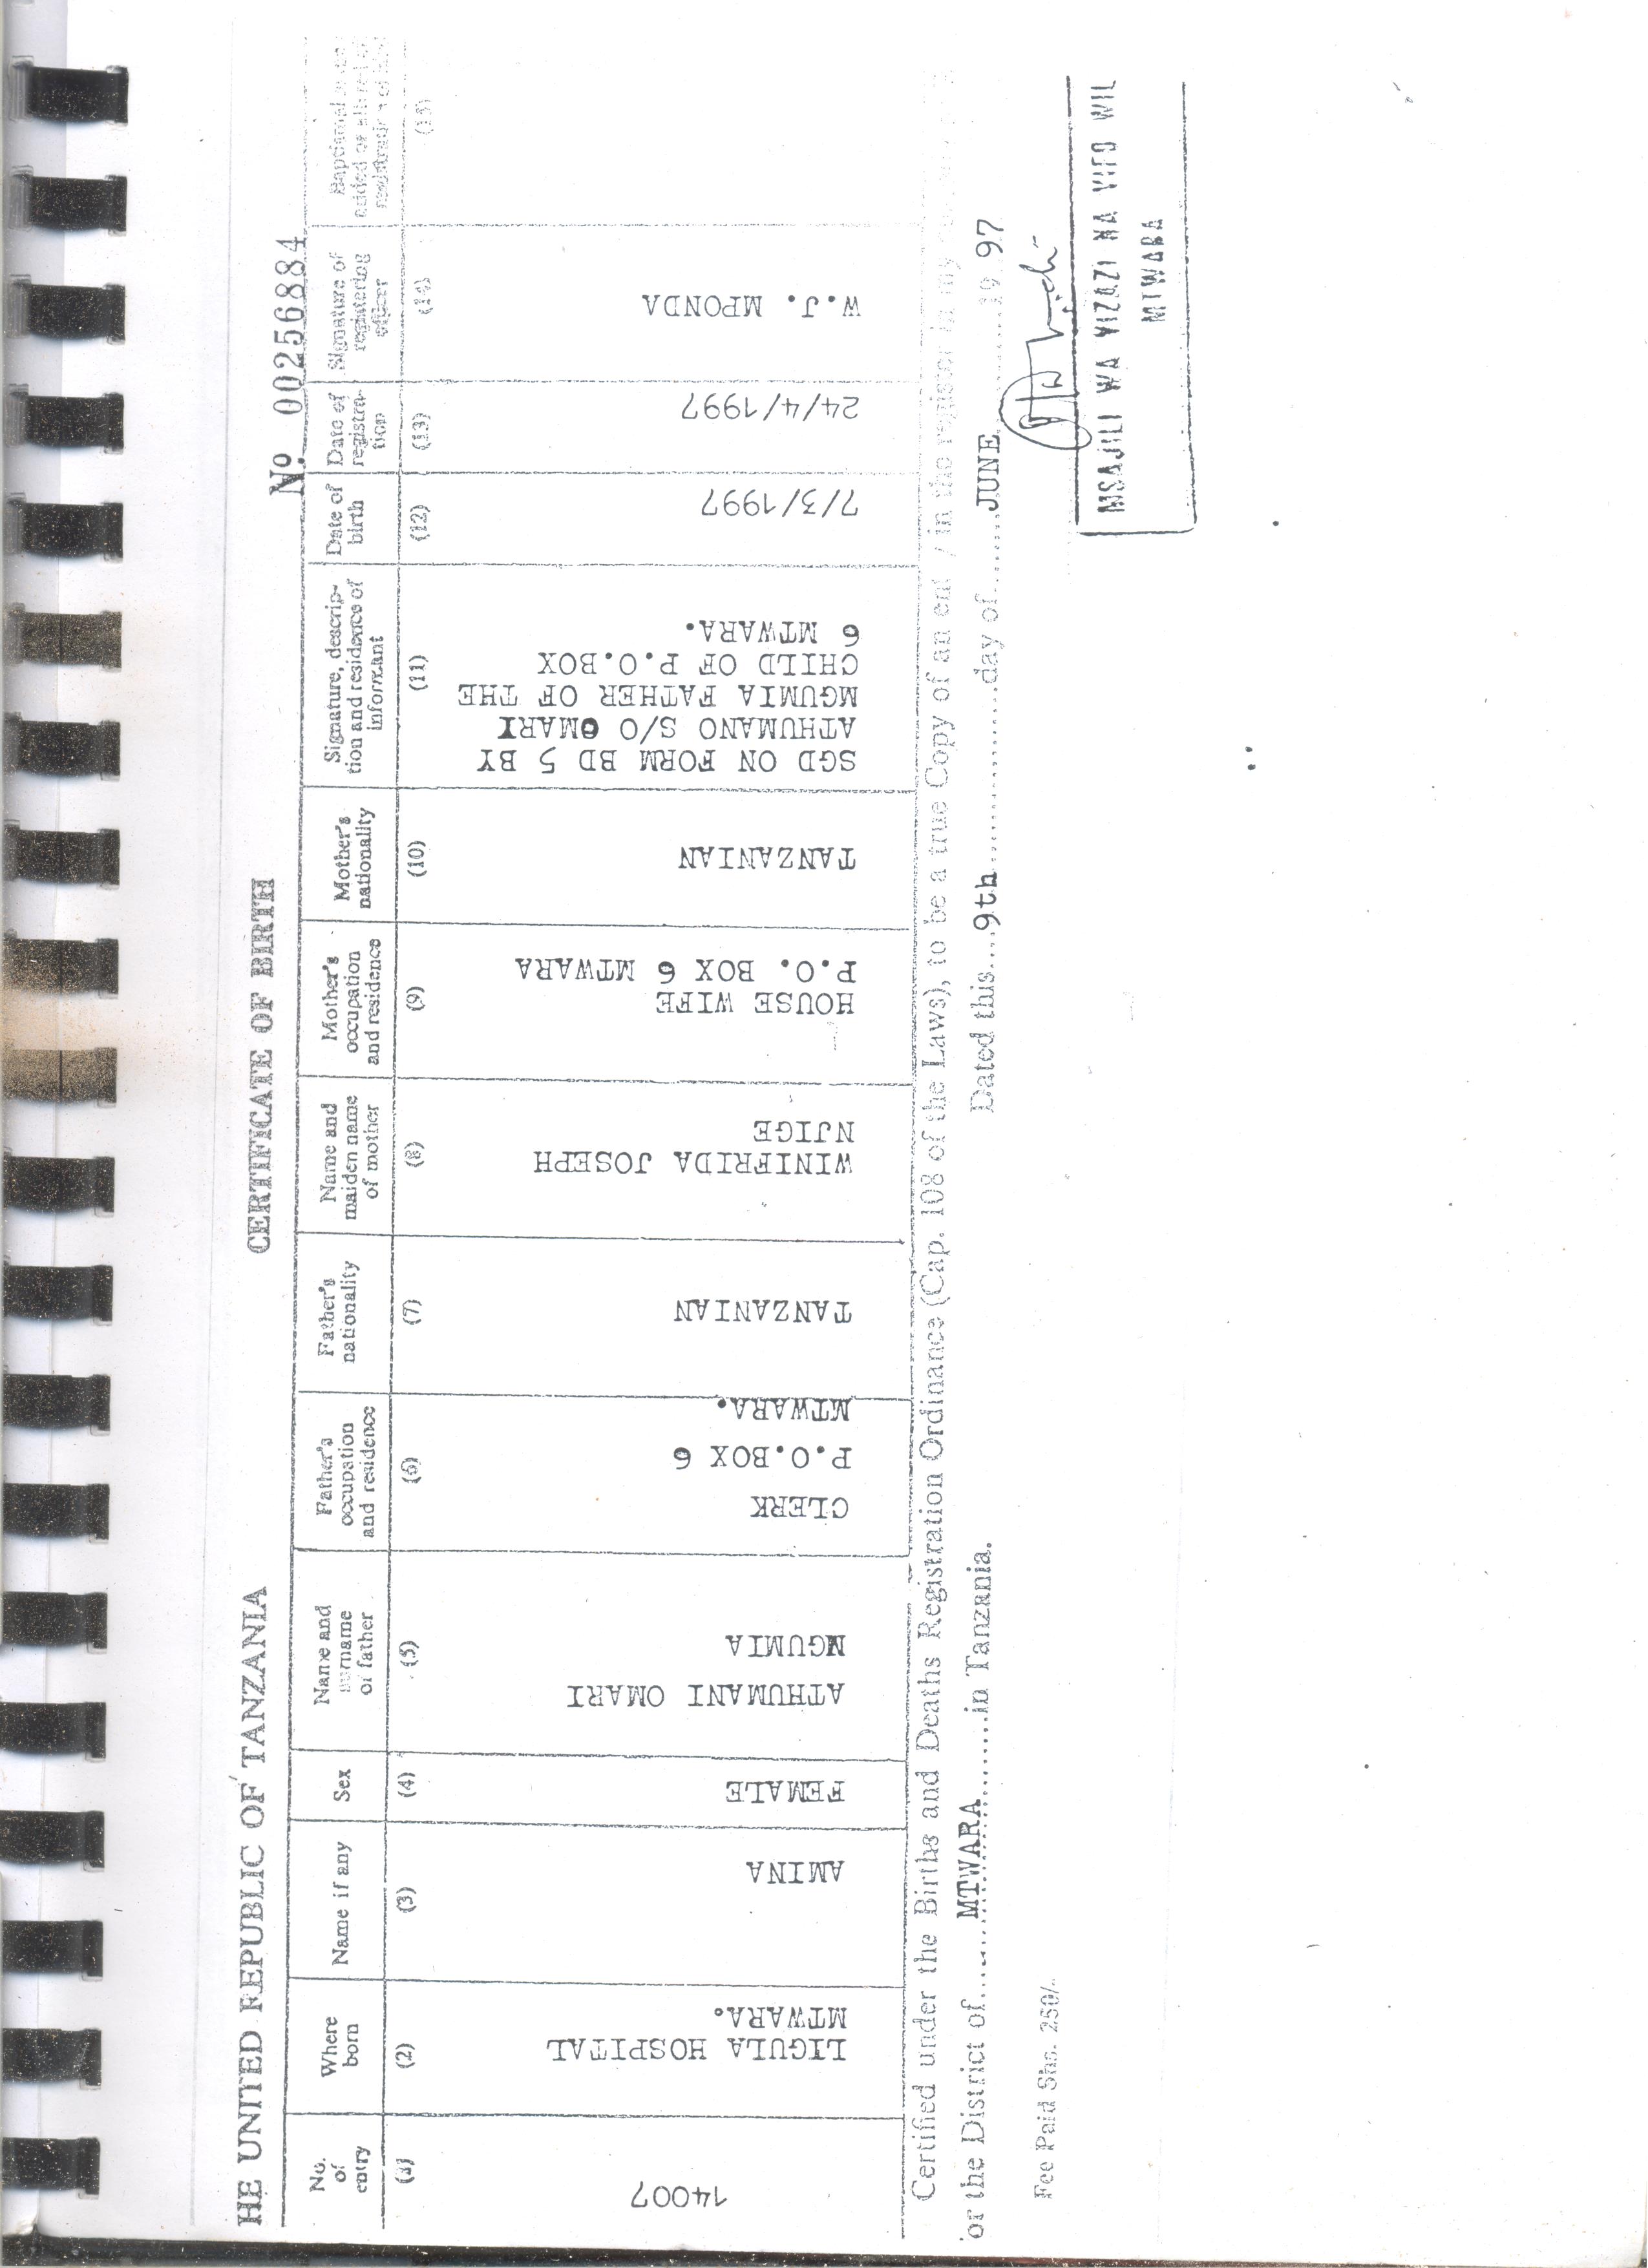 HE UNITED REPUBLIC OF TANZANIA
CERTIFICATE OF BIRTH
Nº. 00256884
No.
of
entry
Where
born
Name if any
Sex
Name and
surname
of father
Father's
occupation
and residence
Father's
nationality
Name and
maiden name
of mother
Mother's
occupation
and residence
Mother's
nationality
Signature, descrip-
tion and residence of
informant
Date of
birth
Date of
registra-
tion
Signature of
registering
officer
(2)
(3)
(4)
(5)
(6)
(7)
(8)
(9)
(10)
(11)
(12)
(13)
(14)
(15)
14007
LIGULA HOSPITAL
MTWARA.
AMINA
FEMALE
ATHUMANI OMARI
MGUMIA
CLERK
P.O.BOX 6
MTWARA.
TANZANIAN
WINIFRIDA JOSEPH
NJIGE
HOUSE WIFE
P.O. BOX 6 MTWARA
TANZANIAN
SGD ON FORM BD 5 BY
ATHUMANO S/O OMARI
MGUMIA FATHER OF THE
CHILD OF P.O.BOX
6 MTWARA.
7/3/1997
24/4/1997
W.J. MPONDA
Certified under the Births and Deaths Registration Ordinance (Cap. 108 of the Laws), to be a true Copy of an ent / in the register in my
or the District of MTWARA in Tanzania.
Dated this 9th day of JUNE 19 97
Fee Paid Shs. 250/-
MSAJILI WA VIZAZI NA VIFO WIL
MTWARA